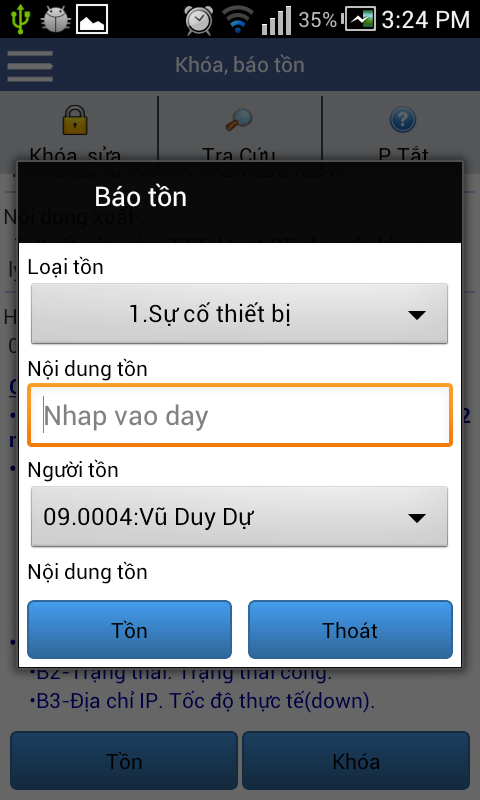 35%
3:24 PM
Khóa, báo tồn
Khóa, sửa
Tra Cứu
P Tắt
Nội dung xuất :
Báo tồn
Loại tồn
1.Sự cố thiết bị
Nội dung tồn
Nhap vao day
Người tồn
09.0004:Vũ Duy Dự
Nội dung tồn
Tồn
Thoát
•B2-Trạng thái. Trạng thái cổng.
•B3-Địa chỉ IP. Tốc độ thực tế(down).
Tồn
Khóa